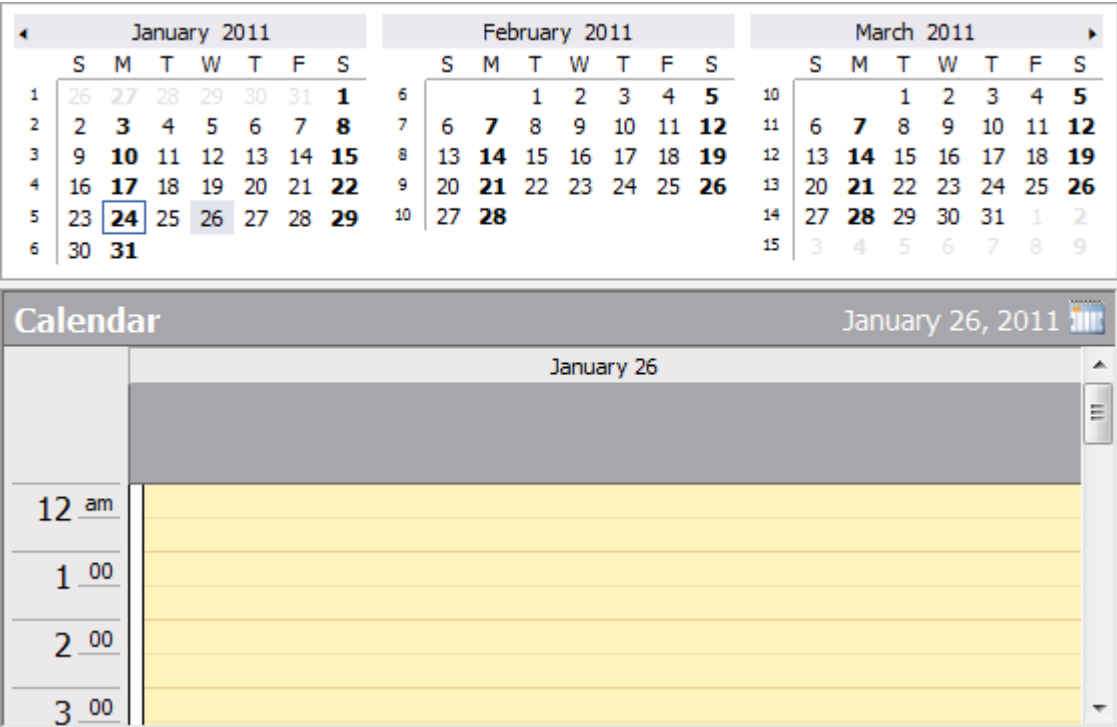 January 2011 February 2011 March 2011
S M T W T F S S M T W T F S S M T W T F S
1 26 27 28 29 30 31 1 6 1 2 3 4 5 10 1 2 3 4 5
2 2 3 4 5 6 7 8 7 6 7 8 9 10 11 12 11 6 7 8 9 10 11 12
3 9 10 11 12 13 14 15 8 13 14 15 16 17 18 19 12 13 14 15 16 17 18 19
4 16 17 18 19 20 21 22 9 20 21 22 23 24 25 26 13 20 21 22 23 24 25 26
5 23 24 25 26 27 28 29 10 27 28 14 27 28 29 30 31 1 2
6 30 31 15 3 4 5 6 7 8 9
Calendar January 26, 2011
January 26
12 am
1 00
2 00
3 00